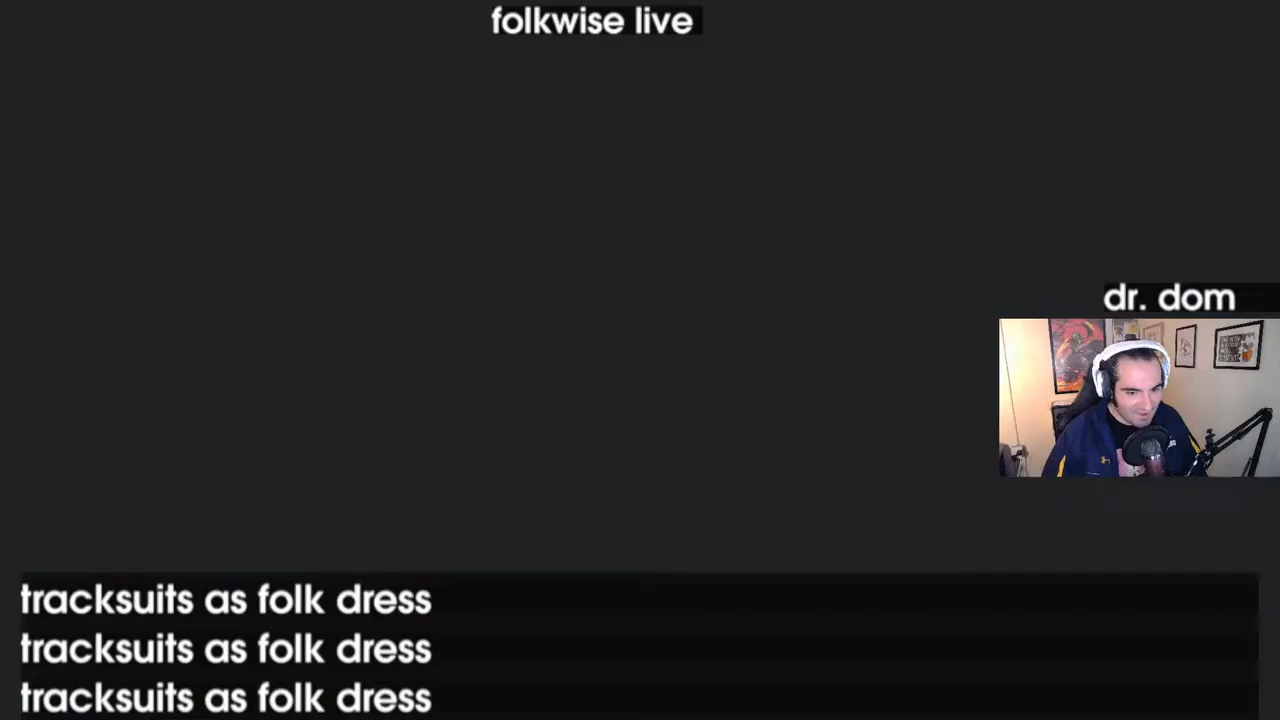 folkwise live
dr. dom
tracksuits as folk dress
tracksuits as folk dress
tracksuits as folk dress